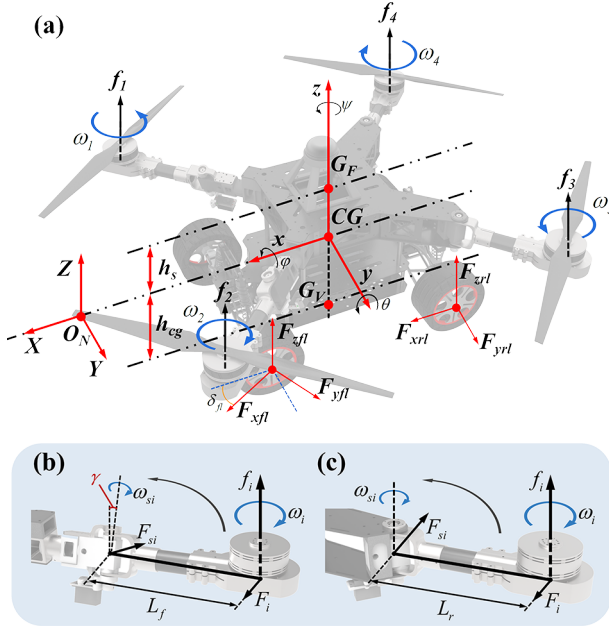 (a)
f4
f1
ω4
z
ψ
ω1
GF
f3
CG
x
hs
φ
y
Z
f2
Fzrl
GV
θ
ω2
hcg
X
ON
Fzfl
Fxrl
Y
Fyrl
δfl
Fyfl
Fxfl
(b)
(c)
γ
ωsi
fi
ωi
Fsi
Lf
Fi
ωsi
fi
ωi
Fsi
Lr
Fi